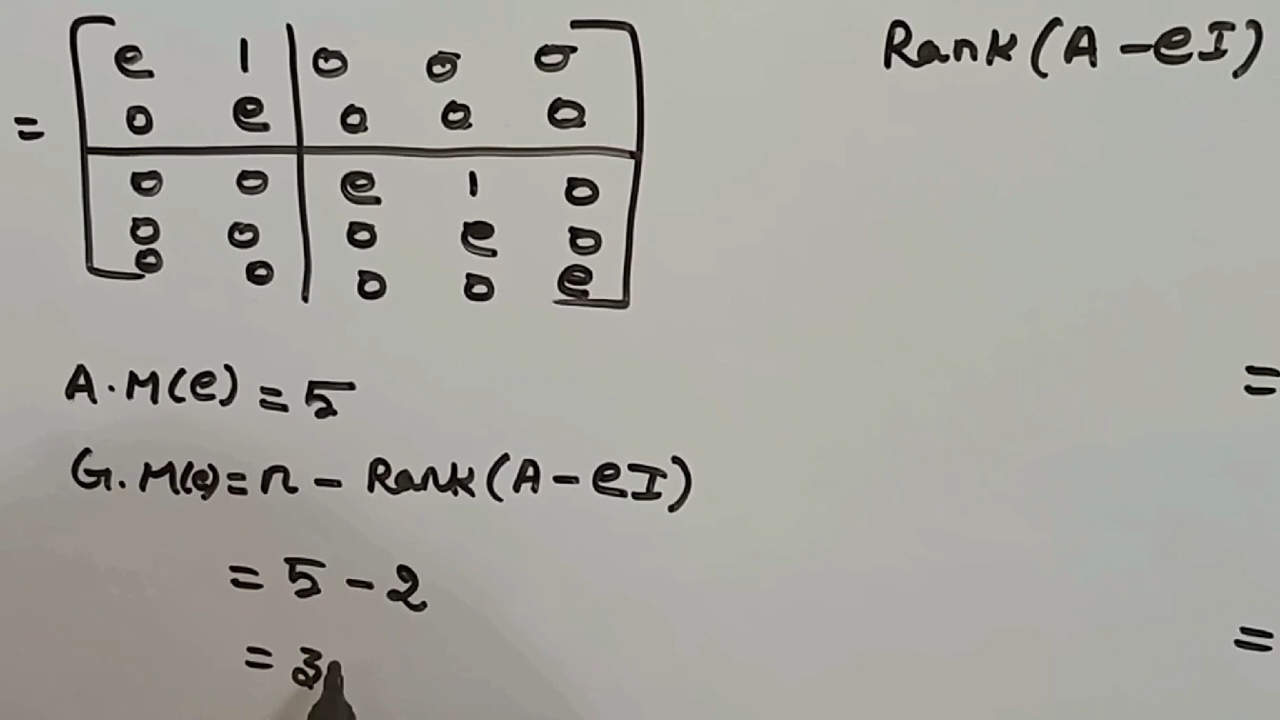 = e 1 0 0 0
0 e 0 0 0
0 0 e 1 0
0 0 0 e 0
0 0 0 0 e
Rank(A-eI)
=
=
A.M(e) = 5
G.M(e) = n - Rank(A-eI)
= 5 - 2
= 3